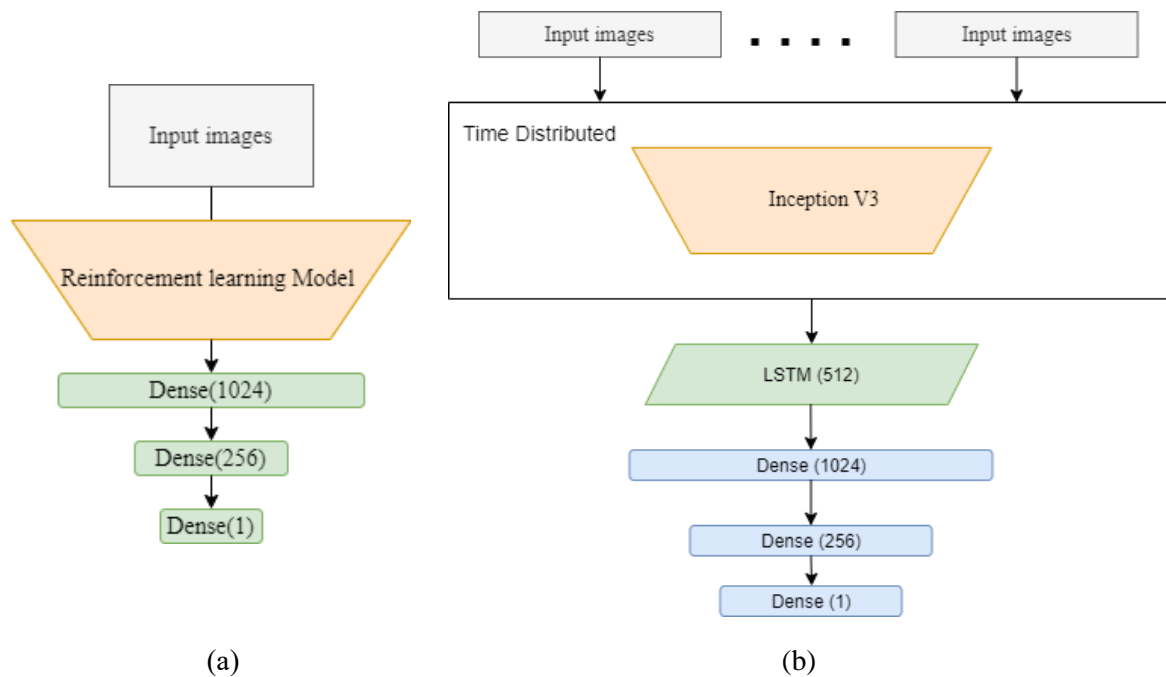 Input images
Reinforcement learning Model
Dense(1024)
Dense(256)
Dense(1)
(a)
Input images
Input images
Time Distributed
Inception V3
LSTM (512)
Dense (1024)
Dense (256)
Dense (1)
(b)